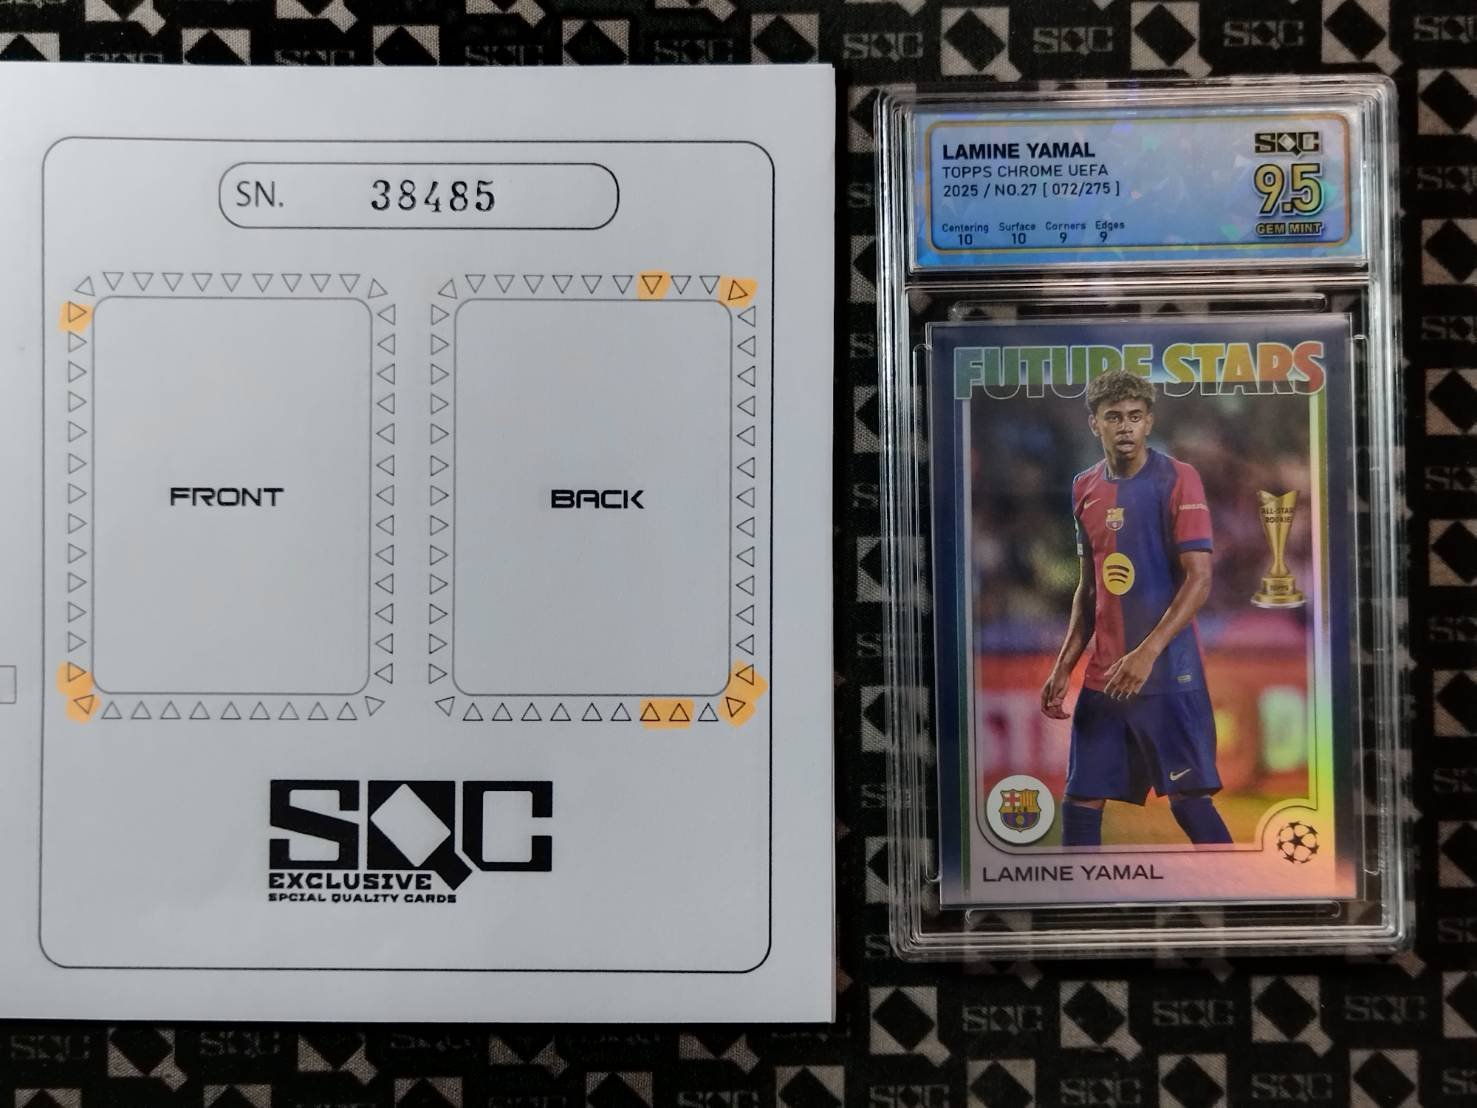 SN. 38485
FRONT
BACK
SQC
EXCLUSIVE
SPCIAL QUALITY CARDS
LAMINE YAMAL
TOPPS CHROME UEFA
2025 / NO.27 [ 072/275 ]
Centering Surface Corners Edges
10 10 9 9
SQC
9.5
GEM MINT
FUTURE STARS
ALL-STAR
ROOKIE
TOPPS
LAMINE YAMAL